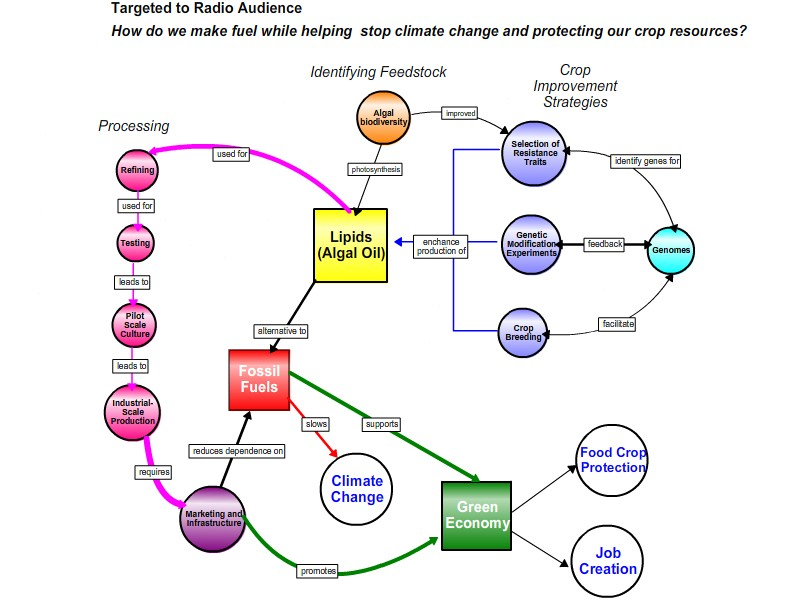 Targeted to Radio Audience
How do we make fuel while helping  stop climate change and protecting our crop resources?
Identifying Feedstock
Crop
Improvement
Strategies
Processing
Algal
biodiversity
improved
Selection of
Resistance
Traits
used for
photosynthesis
identify genes for
Refining
used for
Testing
Lipids
(Algal Oil)
enchance
production of
Genetic
Modification
Experiments
feedback
Genomes
leads to
Pilot
Scale
Culture
alternative to
Crop
Breeding
facilitate
leads to
Fossil
Fuels
Industrial-
Scale
Production
slows
supports
reduces dependence on
requires
Climate
Change
Food Crop
Protection
Marketing and
Infrastructure
Green
Economy
promotes
Job
Creation